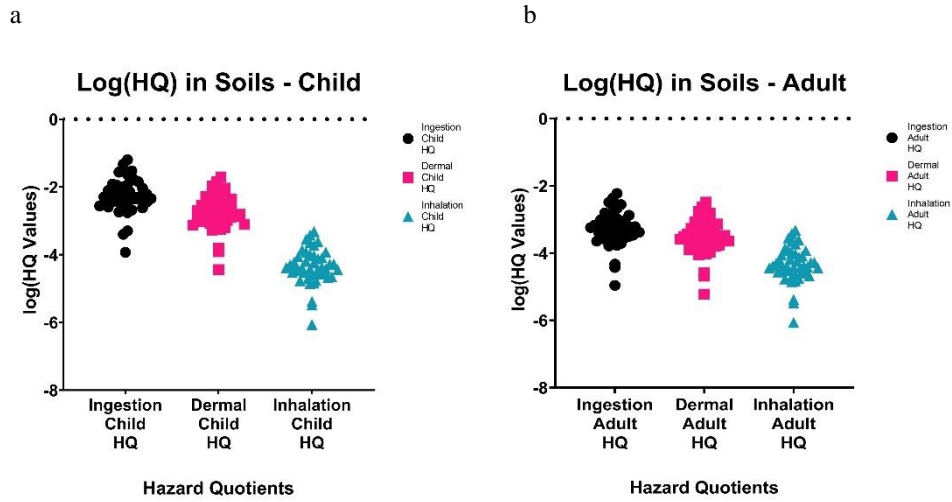 a
b
Log(HQ) in Soils - Child
0
-2
-4
-6
-8
log(HQ Values)
Ingestion
Child
HQ
Dermal
Child
HQ
Inhalation
Child
HQ
Ingestion
Child
HQ
Dermal
Child
HQ
Inhalation
Child
HQ
Hazard Quotients
Log(HQ) in Soils - Adult
0
-2
-4
-6
-8
log(HQ Values)
Ingestion
Adult
HQ
Dermal
Adult
HQ
Inhalation
Adult
HQ
Ingestion
Adult
HQ
Dermal
Adult
HQ
Inhalation
Adult
HQ
Hazard Quotients